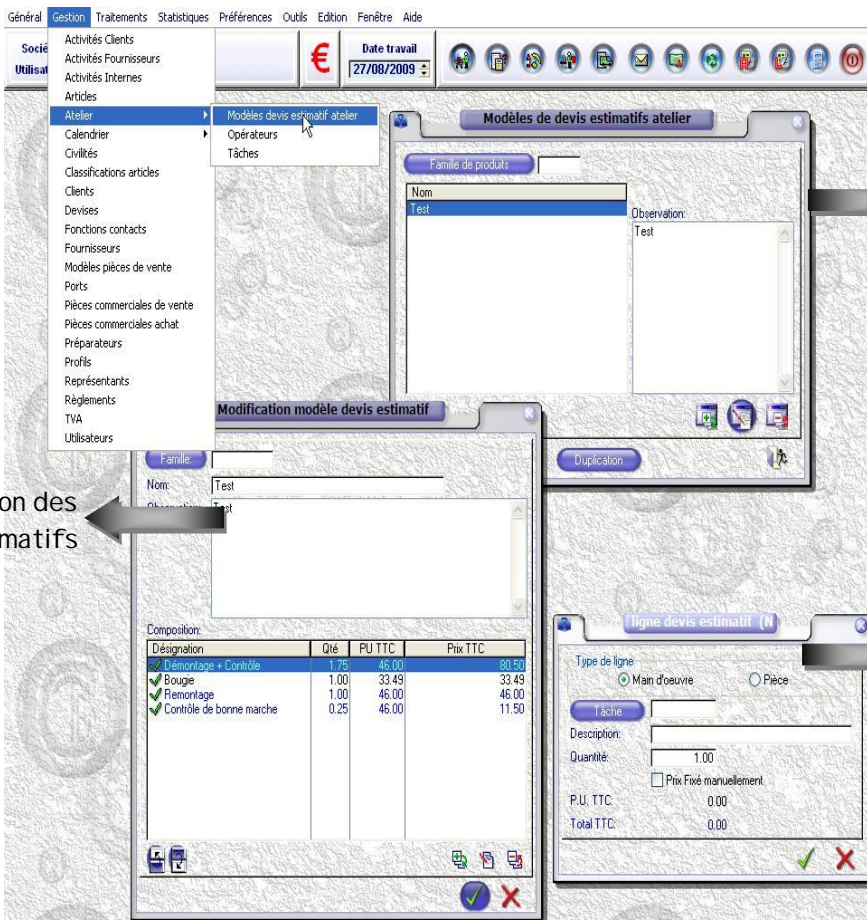 Général Gestion Traitements Statistiques Préférences Outils Edition Fenêtre Aide
Socié
Utilisat
€
Date travail
27/08/2009
Activités Clients
Activités Fournisseurs
Activités Internes
Articles
Atelier
Calendrier
Civilités
Classifications articles
Clients
Devises
Fonctions contacts
Fournisseurs
Modèles pièces de vente
Ports
Pièces commerciales de vente
Pièces commerciales achat
Préparateurs
Profils
Représentants
Règlements
TVA
Utilisateurs
Modèles devis estimatif atelier
Opérateurs
Tâches
Modèles de devis estimatifs atelier
Famille de produits
Nom
Test
Observation:
Test
Duplication
Modification modèle devis estimatif
Famille:
Nom: Test
Observation: Test
on des
matifs
Composition:
Désignation Qté PU TTC Prix TTC
Démontage + Contrôle 1.75 46.00 80.50
Bougie 1.00 33.49 33.49
Remontage 1.00 46.00 46.00
Contrôle de bonne marche 0.25 46.00 11.50
ligne devis estimatif (N
Type de ligne
Main d'oeuvre Pièce
Tâche
Description:
Quantité: 1.00
Prix Fixé manuellement
P.U. TTC: 0.00
Total TTC: 0.00